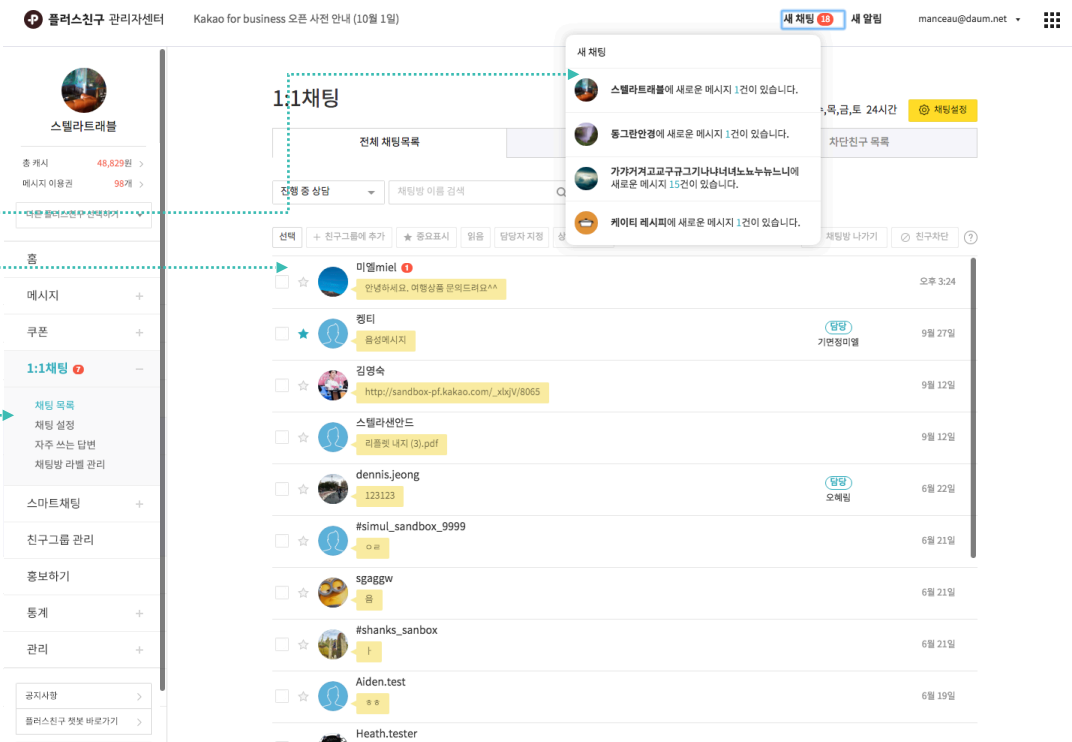 플러스친구 관리자센터
Kakao for business 오픈 사전 안내 (10월 1일)
새 채팅 18
새 알림
manceau@daum.net
새 채팅
스텔라트래블에 새로운 메시지 1건이 있습니다.
동그란안경에 새로운 메시지 1건이 있습니다.
가갸거겨고교구규그기나냐너녀노뇨누뉴느니에
새로운 메시지 15건이 있습니다.
케이티 레시피에 새로운 메시지 1건이 있습니다.
스텔라트래블
총 캐시 48,829원
메시지 이용권 98개
다른 플러스친구 선택하기
홈
메시지
쿠폰
1:1채팅 7
채팅 목록
채팅 설정
자주 쓰는 답변
채팅방 라벨 관리
스마트채팅
친구그룹 관리
홍보하기
통계
관리
공지사항
플러스친구 챗봇 바로가기
1:1채팅
,목,금,토 24시간
채팅설정
전체 채팅목록
차단친구 목록
진행 중 상담
채팅방 이름 검색
선택
+ 친구그룹에 추가
★ 중요표시
읽음
담당자 지정
채팅방 나가기
친구차단
?
미엘miel 1
안녕하세요. 여행상품 문의드려요^^
오후 3:24
켕티
음성메시지
담당
기면정미엘
9월 27일
김영숙
http://sandbox-pf.kakao.com/_xlxjV/8065
9월 12일
스텔라샌안드
리플렛 내지 (3).pdf
9월 12일
dennis.jeong
123123
담당
오혜림
6월 22일
#simul_sandbox_9999
ㅇㄹ
6월 21일
sgaggw
음
6월 21일
#shanks_sanbox
ㅏ
6월 21일
Aiden.test
ㅎㅎ
6월 19일
Heath.tester